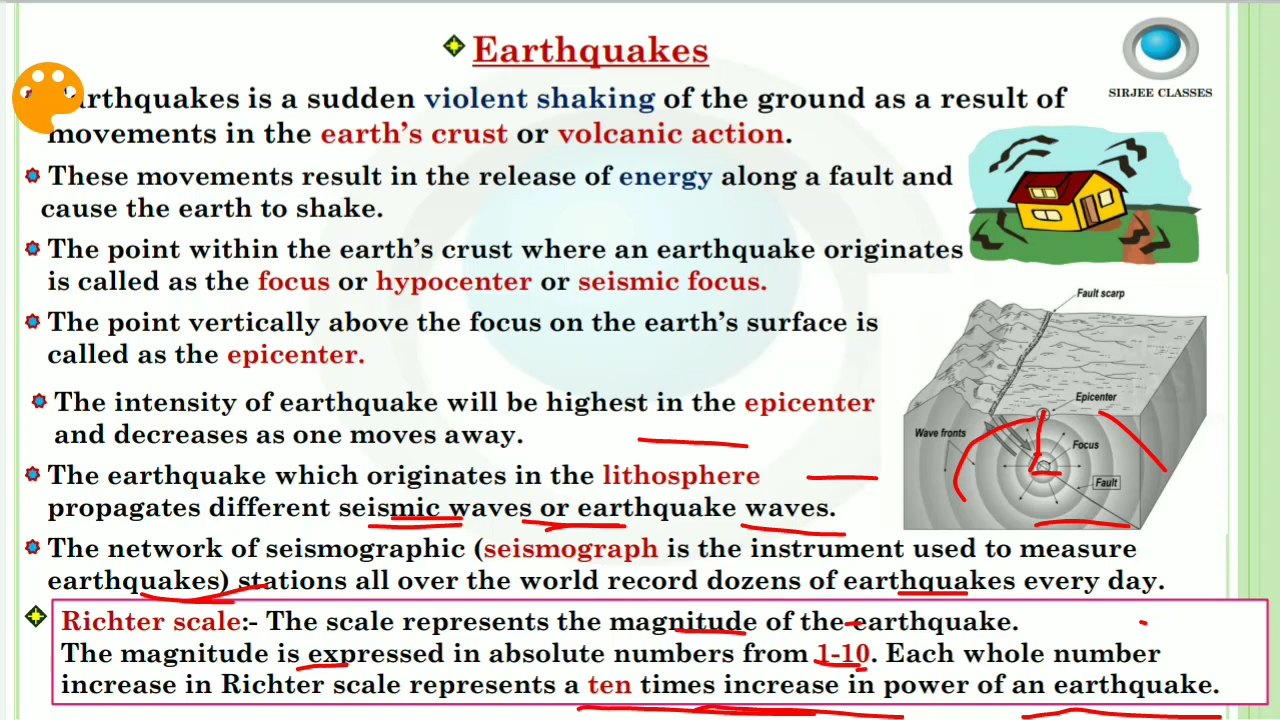 Earthquakes
SIRJEE CLASSES
arthquakes is a sudden violent shaking of the ground as a result of
movements in the earth's crust or volcanic action.
These movements result in the release of energy along a fault and
cause the earth to shake.
The point within the earth's crust where an earthquake originates
is called as the focus or hypocenter or seismic focus.
The point vertically above the focus on the earth's surface is
called as the epicenter.
The intensity of earthquake will be highest in the epicenter
and decreases as one moves away.
The earthquake which originates in the lithosphere
propagates different seismic waves or earthquake waves.
The network of seismographic (seismograph is the instrument used to measure
earthquakes) stations all over the world record dozens of earthquakes every day.
Richter scale:- The scale represents the magnitude of the earthquake.
The magnitude is expressed in absolute numbers from 1-10. Each whole number
increase in Richter scale represents a ten times increase in power of an earthquake.
Fault scarp
Epicenter
Wave fronts
Focus
Fault